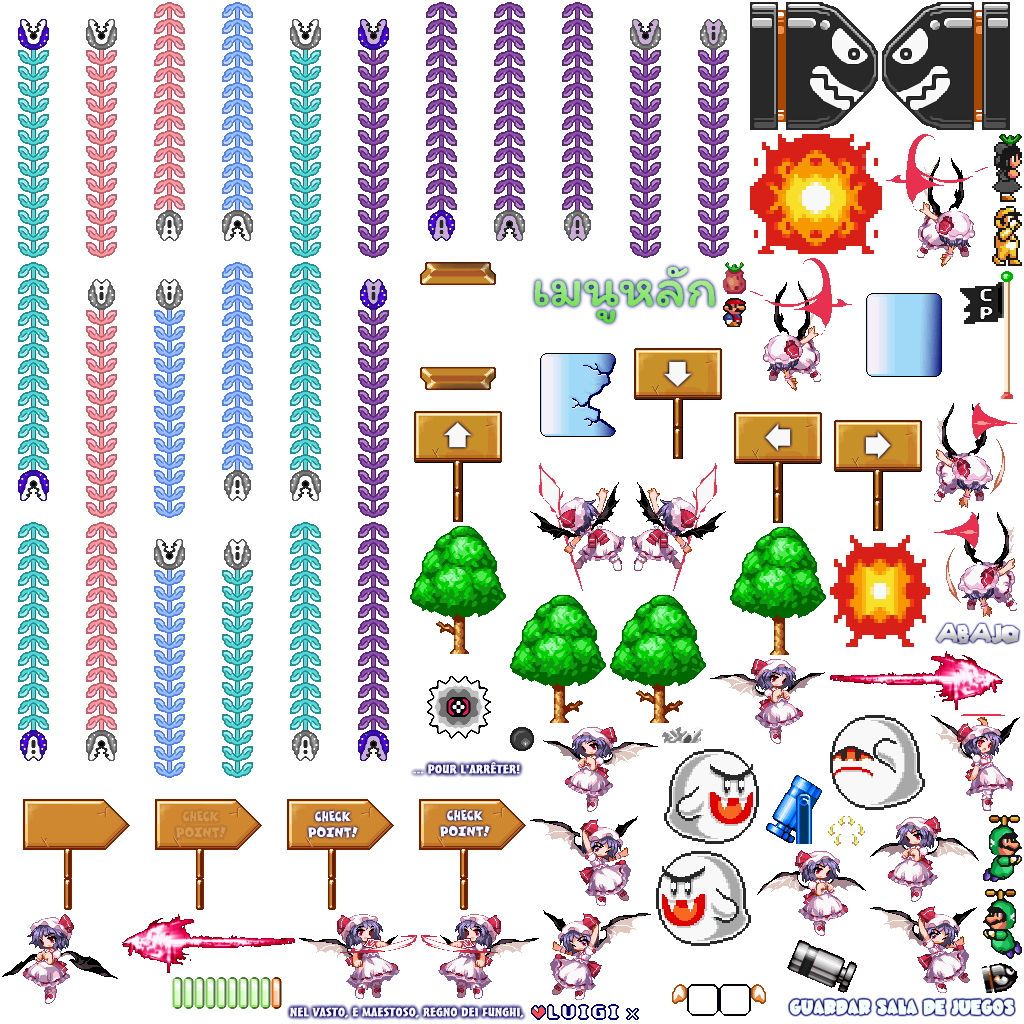 เมนูหลัก
C
P
ABAJO
... POUR L'ARRÊTER!
CHECK
POINT!
CHECK
POINT!
CHECK
POINT!
NEL VASTO, E MAESTOSO, REGNO DEI FUNGHI,
LUIGI x
GUARDAR SALA DE JUEGOS